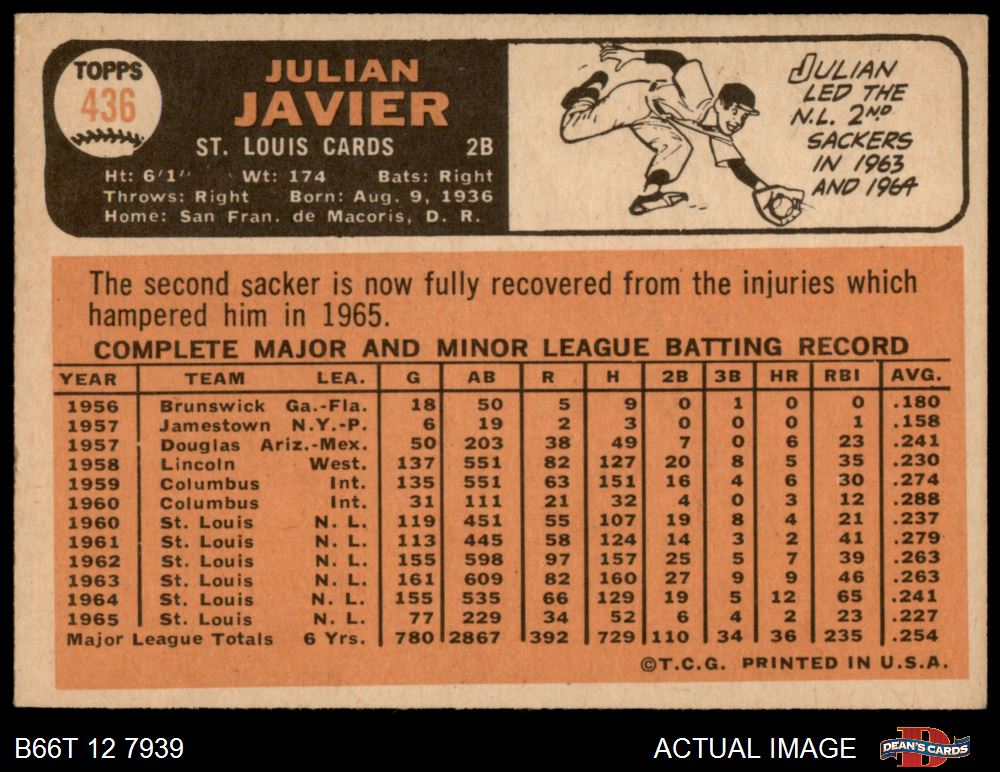 TOPPS
436
JULIAN
JAVIER
ST. LOUIS CARDS 2B
Ht: 6'1" Wt: 174 Bats: Right
Throws: Right Born: Aug. 9, 1936
Home: San Fran. de Macoris, D. R.
JULIAN
LED THE
N.L. 2ND
SACKERS
IN 1963
AND 1964
The second sacker is now fully recovered from the injuries which
hampered him in 1965.
COMPLETE MAJOR AND MINOR LEAGUE BATTING RECORD
YEAR TEAM LEA. G AB R H 2B 3B HR RBI AVG.
1956 Brunswick Ga.-Fla. 18 50 5 9 0 1 0 0 .180
1957 Jamestown N.Y.-P. 6 19 2 3 0 0 0 1 .158
1957 Douglas Ariz.-Mex. 50 203 38 49 7 0 6 23 .241
1958 Lincoln West. 137 551 82 127 20 8 5 35 .230
1959 Columbus Int. 135 551 63 151 16 4 6 30 .274
1960 Columbus Int. 31 111 21 32 4 0 3 12 .288
1960 St. Louis N. L. 119 451 55 107 19 8 4 21 .237
1961 St. Louis N. L. 113 445 58 124 14 3 2 41 .279
1962 St. Louis N. L. 155 598 97 157 25 5 7 39 .263
1963 St. Louis N. L. 161 609 82 160 27 9 9 46 .263
1964 St. Louis N. L. 155 535 66 129 19 5 12 65 .241
1965 St. Louis N. L. 77 229 34 52 6 4 2 23 .227
Major League Totals 6 Yrs. 780 2867 392 729 110 34 36 235 .254
©T.C.G. PRINTED IN U.S.A.
B66T 12 7939 ACTUAL IMAGE
D
DEAN'S CARDS